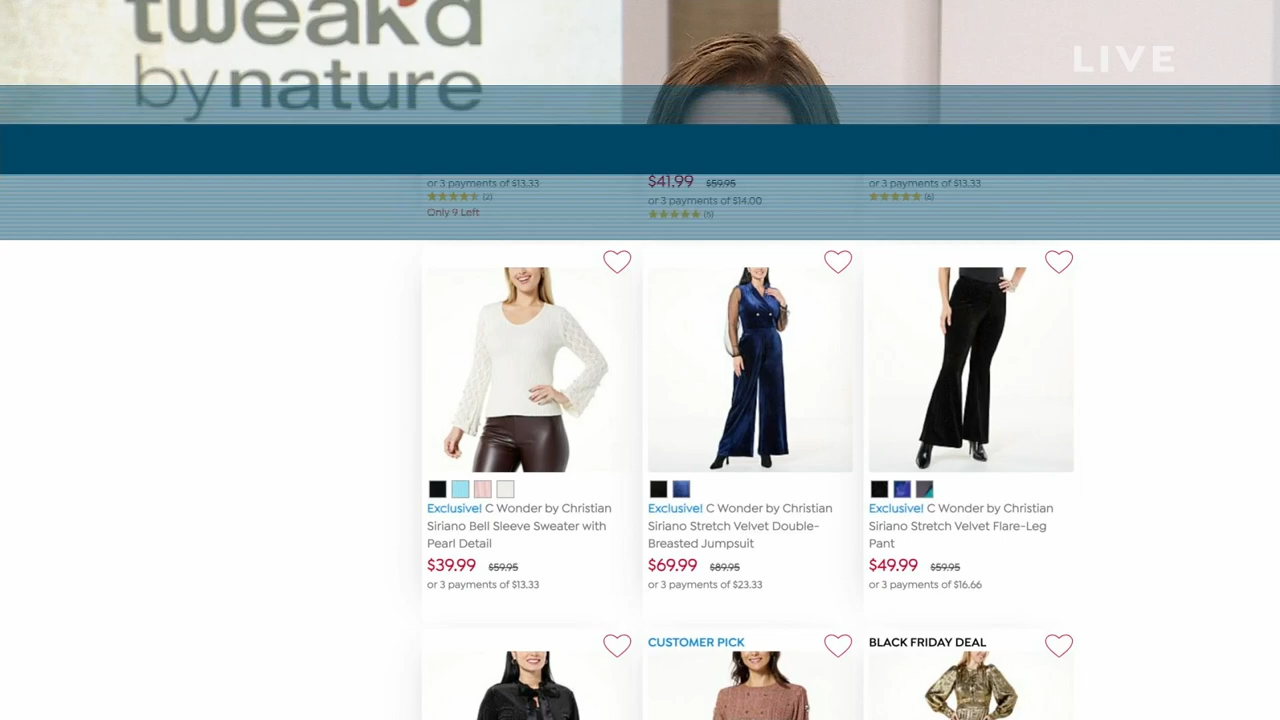 tweak'd
by nature
LIVE
or 3 payments of $13.33
(2)
Only 9 Left
$41.99 $59.95
or 3 payments of $14.00
(5)
or 3 payments of $13.33
(6)
Exclusive! C Wonder by Christian
Siriano Bell Sleeve Sweater with
Pearl Detail
$39.99 $59.95
or 3 payments of $13.33
Exclusive! C Wonder by Christian
Siriano Stretch Velvet Double-
Breasted Jumpsuit
$69.99 $89.95
or 3 payments of $23.33
Exclusive! C Wonder by Christian
Siriano Stretch Velvet Flare-Leg
Pant
$49.99 $59.95
or 3 payments of $16.66
CUSTOMER PICK
BLACK FRIDAY DEAL